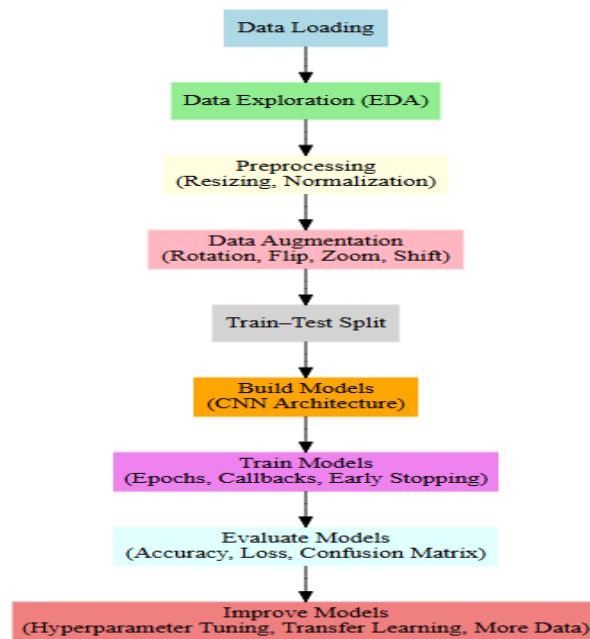 Data Loading
Data Exploration (EDA)
Preprocessing
(Resizing, Normalization)
Data Augmentation
(Rotation, Flip, Zoom, Shift)
Train–Test Split
Build Models
(CNN Architecture)
Train Models
(Epochs, Callbacks, Early Stopping)
Evaluate Models
(Accuracy, Loss, Confusion Matrix)
Improve Models
(Hyperparameter Tuning, Transfer Learning, More Data)